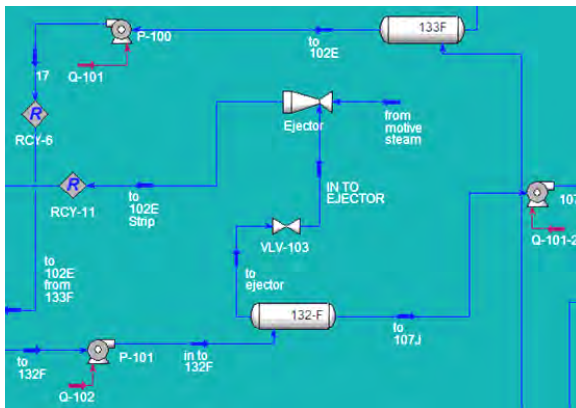 P-100
to
102E
133F
Q-101
17
RCY-6
Ejector
from
motive
steam
R
R
RCY-11
to
102E
Strip
IN TO
EJECTOR
VLV-103
107
Q-101-2
to
102E
from
133F
to
ejector
132-F
to
107J
to
132F
P-101
in to
132F
Q-102